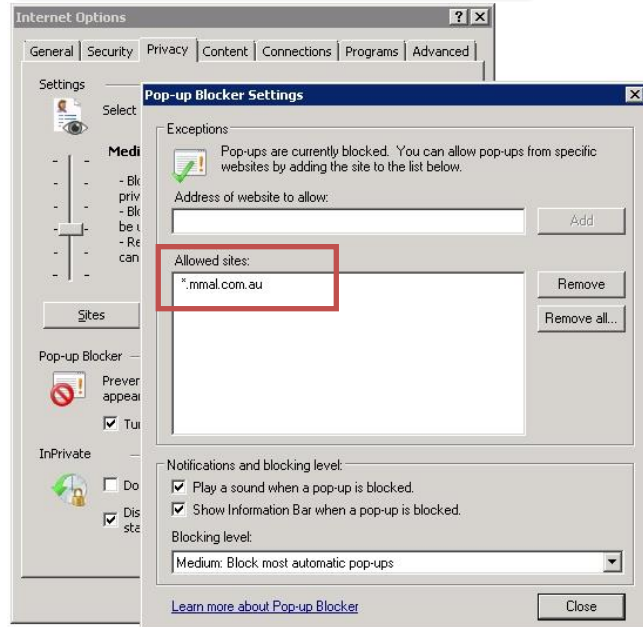 Internet Options
General Security Privacy Content Connections Programs Advanced
Settings
Select
Medi
- Blo
priv
- Blo
be u
- Re
can
Sites
Pop-up Blocker
Preven
appear
InPrivate
Do
Dis
sta
Pop-up Blocker Settings
Exceptions
Pop-ups are currently blocked. You can allow pop-ups from specific
websites by adding the site to the list below.
Address of website to allow:
Add
Allowed sites:
*.mmal.com.au
Remove
Remove all...
Notifications and blocking level:
Play a sound when a pop-up is blocked.
Show Information Bar when a pop-up is blocked.
Blocking level:
Medium: Block most automatic pop-ups
Learn more about Pop-up Blocker
Close